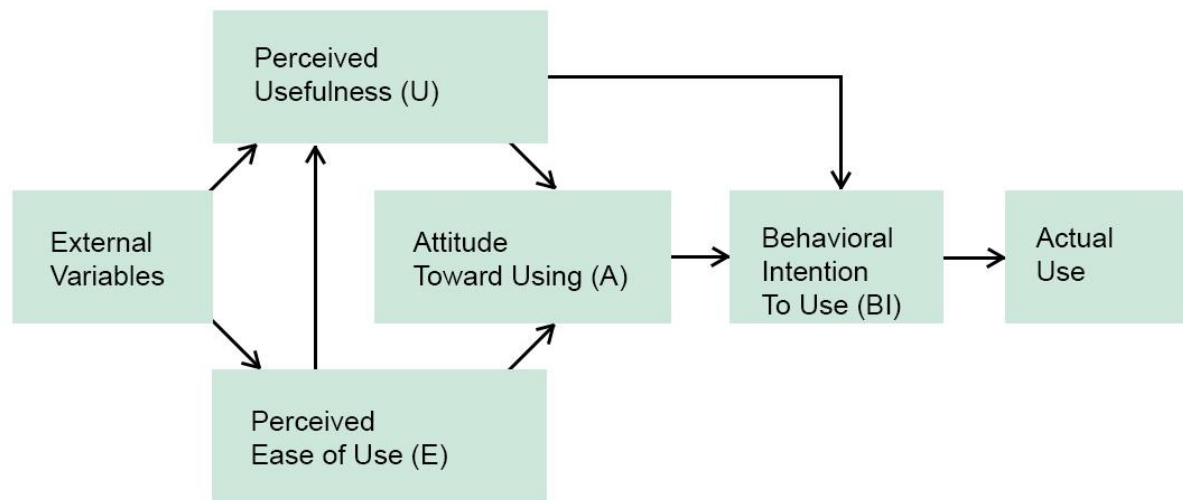 Perceived
Usefulness (U)
External
Variables
Attitude
Toward Using (A)
Behavioral
Intention
To Use (BI)
Actual
Use
Perceived
Ease of Use (E)